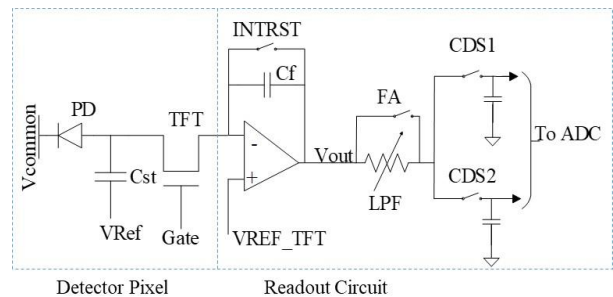 INTRST
Cf
CDS1
PD
TFT
FA
Vcommon
-
+
Vout
To ADC
Cst
LPF
CDS2
VRef
Gate
VREF_TFT
Detector Pixel
Readout Circuit